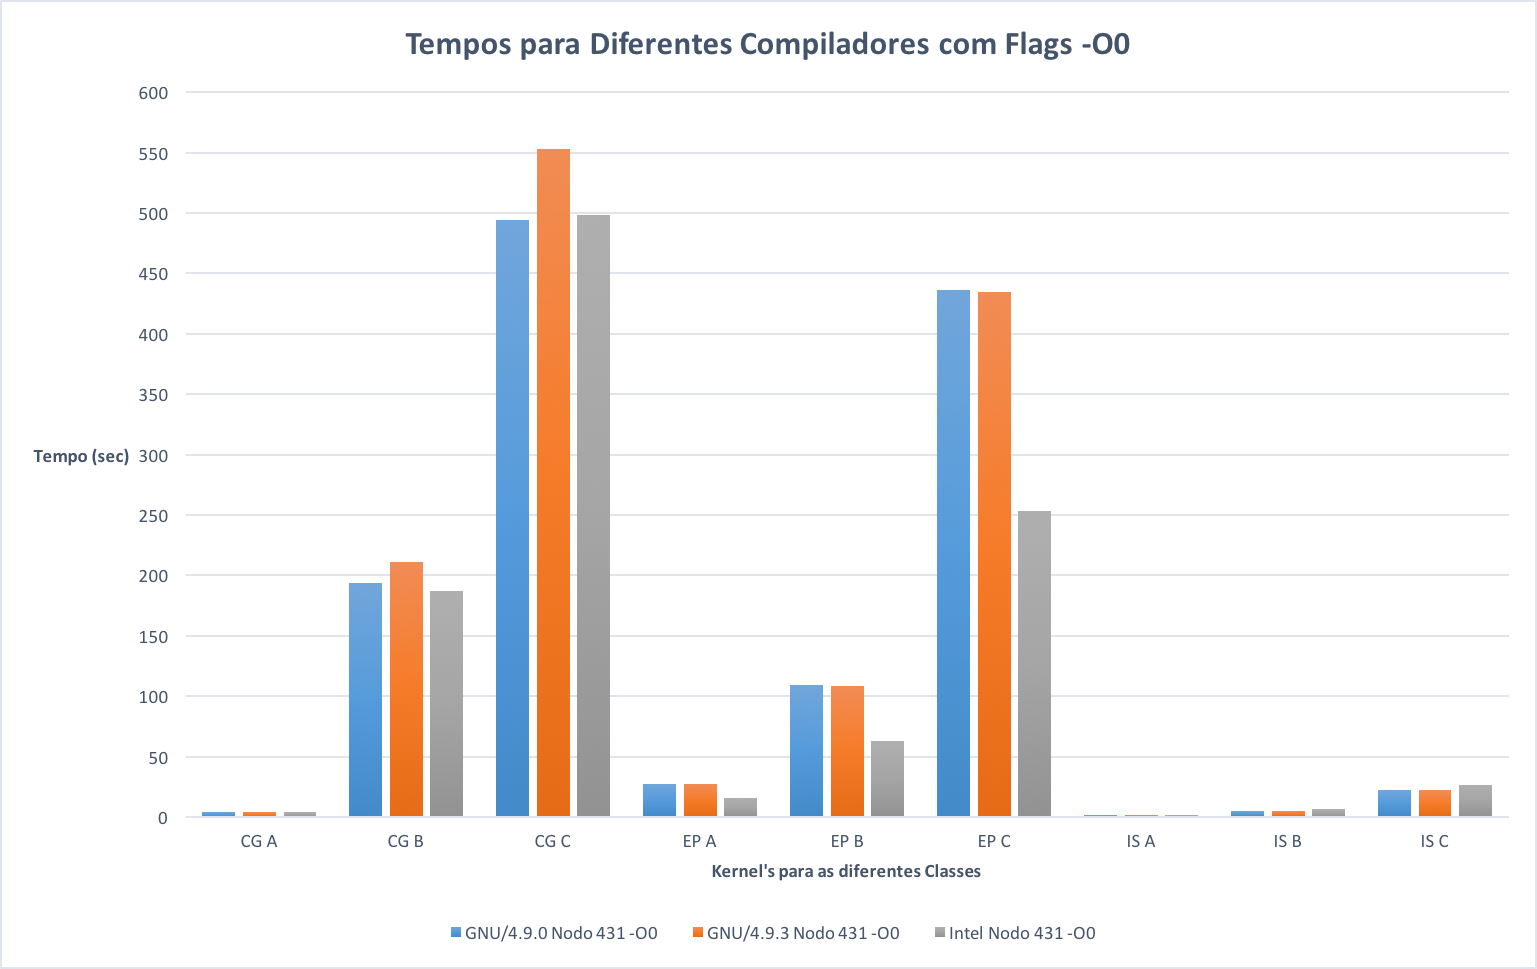 Tempos para Diferentes Compiladores com Flags -O0
600
550
500
450
400
350
Tempo (sec) 300
250
200
150
100
50
0
CG A CG B CG C EP A EP B EP C IS A IS B IS C
Kernel's para as diferentes Classes
GNU/4.9.0 Nodo 431 -O0 GNU/4.9.3 Nodo 431 -O0 Intel Nodo 431 -O0